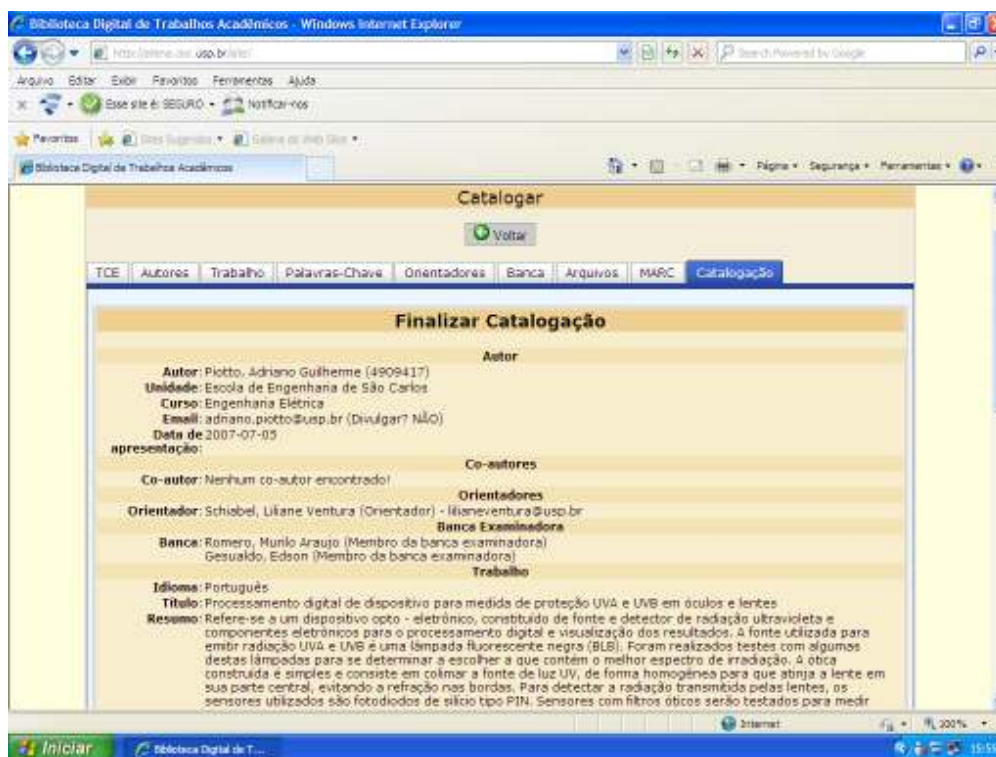 Biblioteca Digital de Trabalhos Acadêmicos - Windows Internet Explorer
usp.br
Search Powered by Google
Arquivo Editar Exibir Favoritos Ferramentas Ajuda
x Esse site é: SEGURO Notificar-nos
Favoritos
Biblioteca Digital de Trabalhos Acadêmicos Página Segurança Ferramentas
Catalogar
Voltar
TCE Autores Trabalho Palavras-Chave Orientadores Banca Arquivos MARC Catalogação
Finalizar Catalogação
Autor
Autor: Piotto, Adriano Guilherme (4909417)
Unidade: Escola de Engenharia de São Carlos
Curso: Engenharia Elétrica
Email: adriano.piotto@usp.br (Divulgar? NÃO)
Data de apresentação: 2007-07-05
Co-autores
Co-autor: Nenhum co-autor encontrado!
Orientadores
Orientador: Schiabel, Liliane Ventura (Orientador) - lilianeventura@usp.br
Banca Examinadora
Banca: Romero, Murilo Araujo (Membro da banca examinadora)
Gesualdo, Edson (Membro da banca examinadora)
Trabalho
Idioma: Português
Título: Processamento digital de dispositivo para medida de proteção UVA e UVB em óculos e lentes
Resumo: Refere-se a um dispositivo opto - eletrônico, constituído de fonte e detector de radiação ultravioleta e
componentes eletrônicos para o processamento digital e visualização dos resultados. A fonte utilizada para
emitir radiação UVA e UVB é uma lâmpada fluorescente negra (BLB). Foram realizados testes com algumas
destas lâmpadas para se determinar a escolher a que contém o melhor espectro de irradiação. A ótica
construída é simples e consiste em colimar a fonte de luz UV, de forma homogênea para que atinja a lente em
sua parte central, evitando a refração nas bordas. Para detectar a radiação transmitida pelas lentes, os
sensores utilizados são fotodiodos de silício tipo PIN. Sensores com filtros óticos serão testados para medir
Internet 100%
Iniciar Biblioteca Digital de T... 15:59